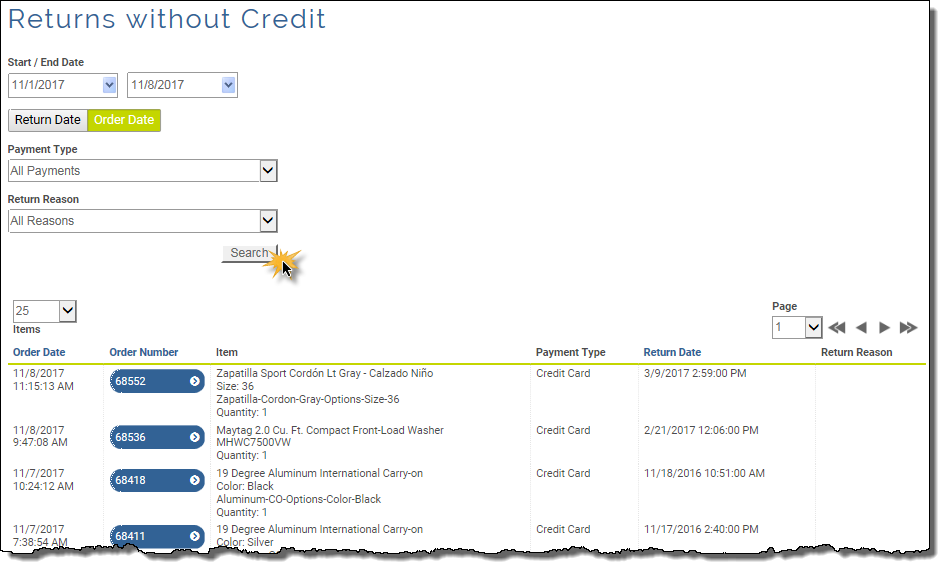 Returns without Credit
Start / End Date
11/1/2017 11/8/2017
Return Date Order Date
Payment Type
All Payments
Return Reason
All Reasons
Search
25
Items
Page
1
Order Date Order Number Item Payment Type Return Date Return Reason
11/8/2017
11:15:13 AM
68552
Zapatilla Sport Cordón Lt Gray - Calzado Niño
Size: 36
Zapatilla-Cordon-Gray-Options-Size-36
Quantity: 1
Credit Card
3/9/2017 2:59:00 PM
11/8/2017
9:47:08 AM
68536
Maytag 2.0 Cu. Ft. Compact Front-Load Washer
MHWC7500VW
Quantity: 1
Credit Card
2/21/2017 12:06:00 PM
11/7/2017
10:24:12 AM
68418
19 Degree Aluminum International Carry-on
Color: Black
Aluminum-CO-Options-Color-Black
Quantity: 1
Credit Card
11/18/2016 10:51:00 AM
11/7/2017
7:38:54 AM
68411
19 Degree Aluminum International Carry-on
Color: Silver
Credit Card
11/17/2016 2:40:00 PM